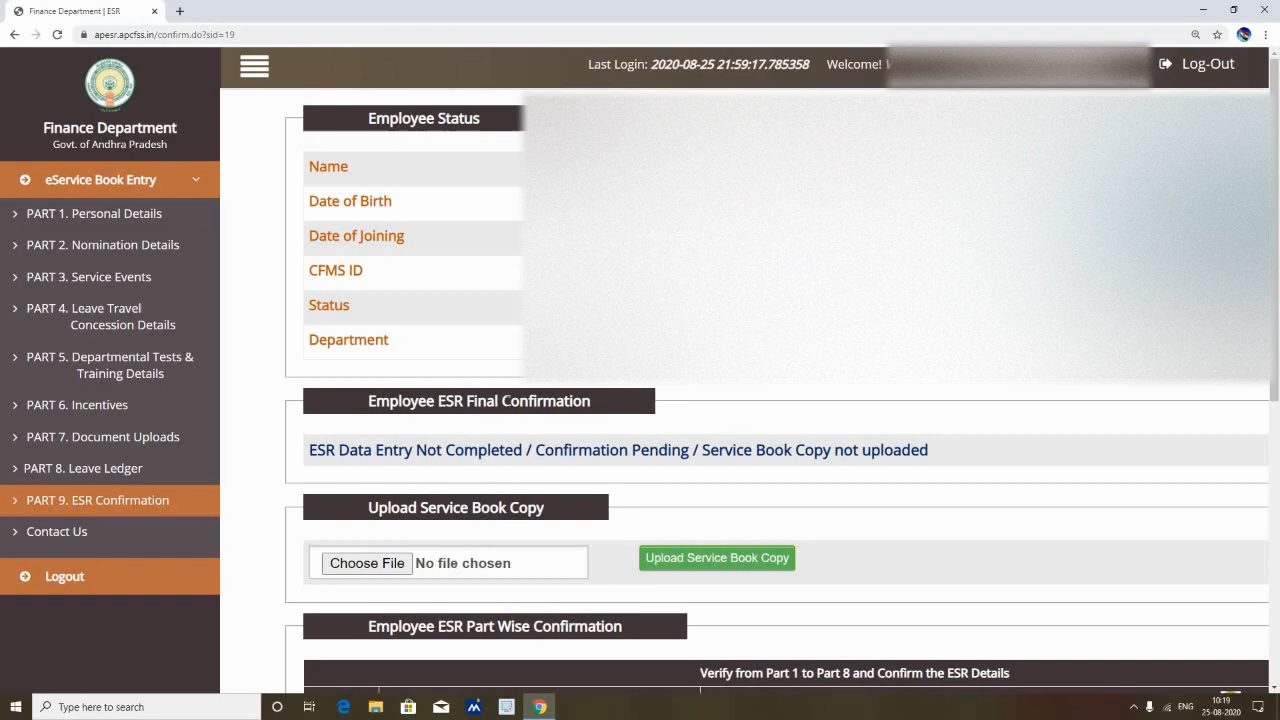 Finance Department | ESR
apesr.apcfss.in/confirm.do?sid=19
Last Login: 2020-08-25 21:59:17.785358 Welcome! Log-Out
Finance Department
Govt. of Andhra Pradesh
eService Book Entry
PART 1. Personal Details
PART 2. Nomination Details
PART 3. Service Events
PART 4. Leave Travel
Concession Details
PART 5. Departmental Tests &
Training Details
PART 6. Incentives
PART 7. Document Uploads
PART 8. Leave Ledger
PART 9. ESR Confirmation
Contact Us
Logout
Employee Status
Name
Date of Birth
Date of Joining
CFMS ID
Status
Department
Employee ESR Final Confirmation
ESR Data Entry Not Completed / Confirmation Pending / Service Book Copy not uploaded
Upload Service Book Copy
Choose File No file chosen Upload Service Book Copy
Employee ESR Part Wise Confirmation
Verify from Part 1 to Part 8 and Confirm the ESR Details
Type here to search
ENG
10:19
25-08-2020